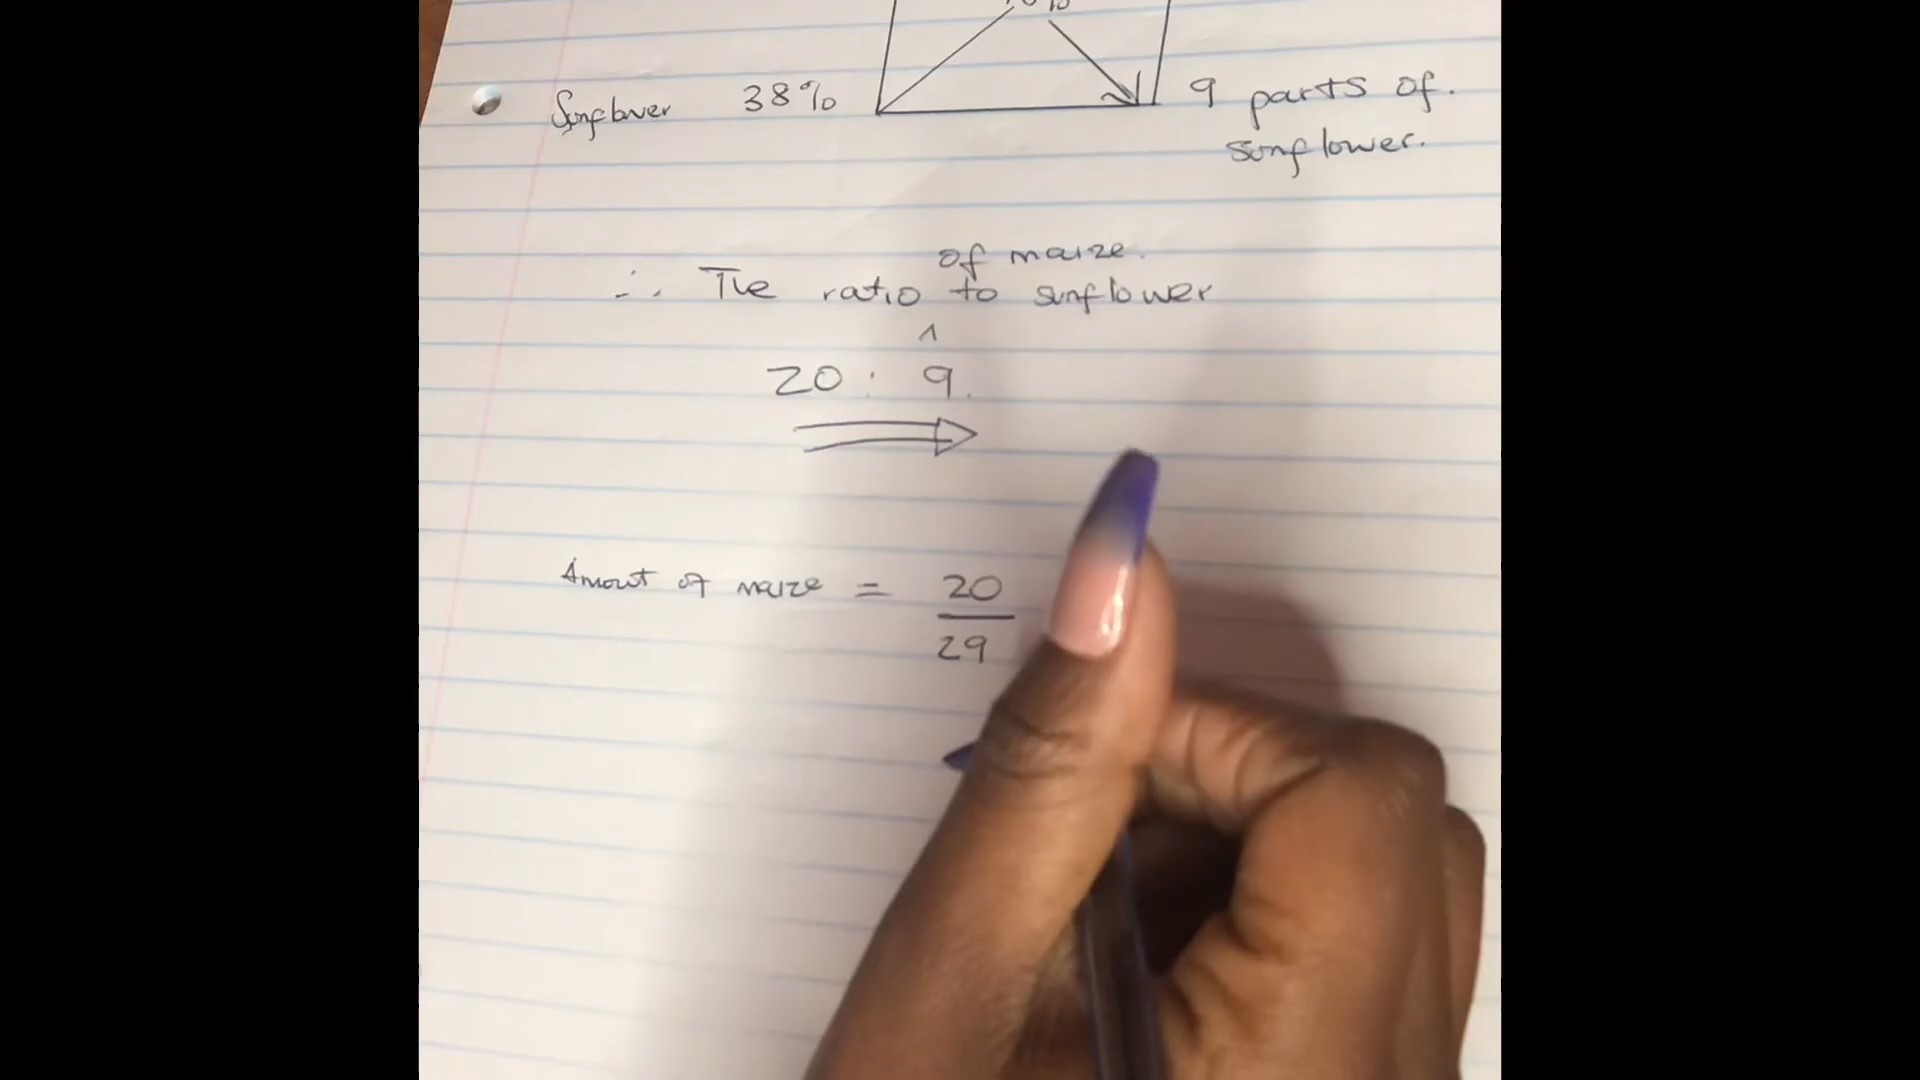 Sunflower 38% 9 parts of.
sunflower.
of maize.
∴ The ratio to sunflower
^
20 : 9.
Amount of maize = 20
29